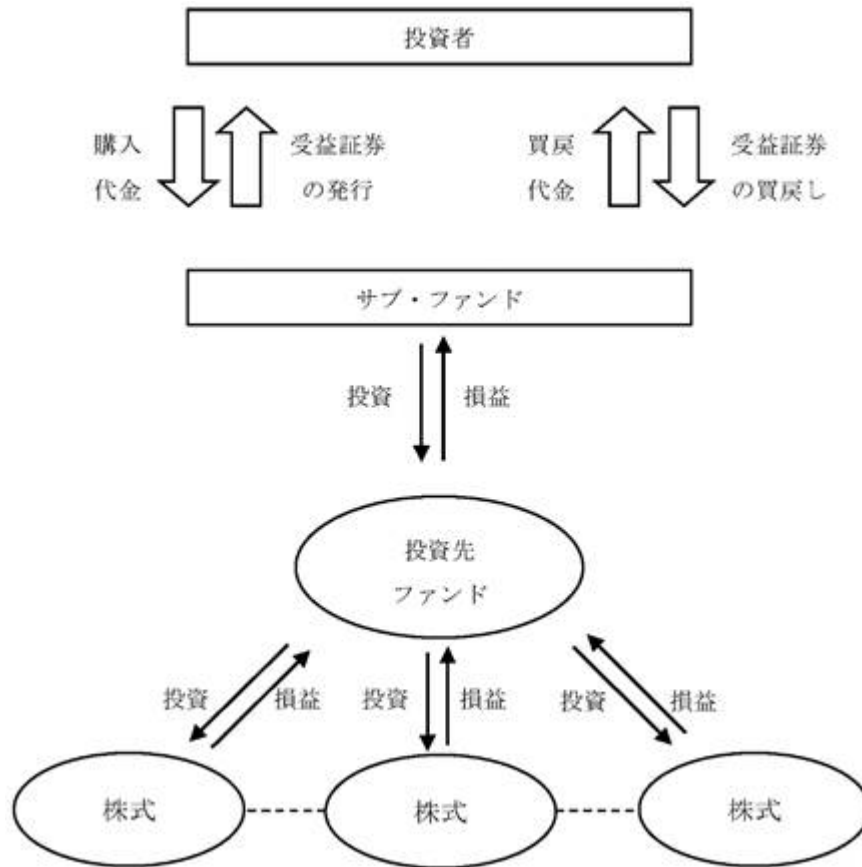 投資者
購入
代金
受益証券
の発行
買戻
代金
受益証券
の買戻し
サブ・ファンド
投資
損益
投資先
ファンド
投資
損益
投資
損益
投資
損益
株式
株式
株式